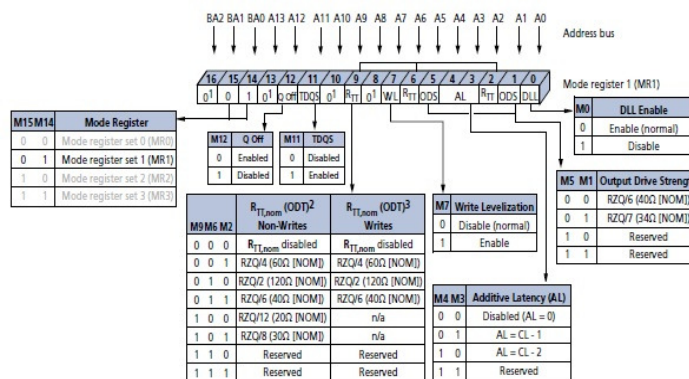 BA2 BA1 BA0 A13 A12 A11 A10 A9 A8 A7 A6 A5 A4 A3 A2 A1 A0
Address bus
16 15 14 13 12 11 10 9 8 7 6 5 4 3 2 1 0
Mode register 1 (MR1)
0¹ 0 1 0¹ Q Off TDQS 0¹ RTT 0¹ WL RTT ODS AL RTT ODS DLL
M15 M14 Mode Register
0 0 Mode register set 0 (MR0)
0 1 Mode register set 1 (MR1)
1 0 Mode register set 2 (MR2)
1 1 Mode register set 3 (MR3)
M12 Q Off
0 Enabled
1 Disabled
M11 TDQS
0 Disabled
1 Enabled
M0 DLL Enable
0 Enable (normal)
1 Disable
M5 M1 Output Drive Strengt
0 0 RZQ/6 (40Ω [NOM])
0 1 RZQ/7 (34Ω [NOM])
1 0 Reserved
1 1 Reserved
M9 M6 M2 RTT,nom (ODT)² Non-Writes RTT,nom (ODT)³ Writes
0 0 0 RTT,nom disabled RTT,nom disabled
0 0 1 RZQ/4 (60Ω [NOM]) RZQ/4 (60Ω [NOM])
0 1 0 RZQ/2 (120Ω [NOM]) RZQ/2 (120Ω [NOM])
0 1 1 RZQ/6 (40Ω [NOM]) RZQ/6 (40Ω [NOM])
1 0 0 RZQ/12 (20Ω [NOM]) n/a
1 0 1 RZQ/8 (30Ω [NOM]) n/a
1 1 0 Reserved Reserved
1 1 1 Reserved Reserved
M7 Write Levelization
0 Disable (normal)
1 Enable
M4 M3 Additive Latency (AL)
0 0 Disabled (AL = 0)
0 1 AL = CL - 1
1 0 AL = CL - 2
1 1 Reserved